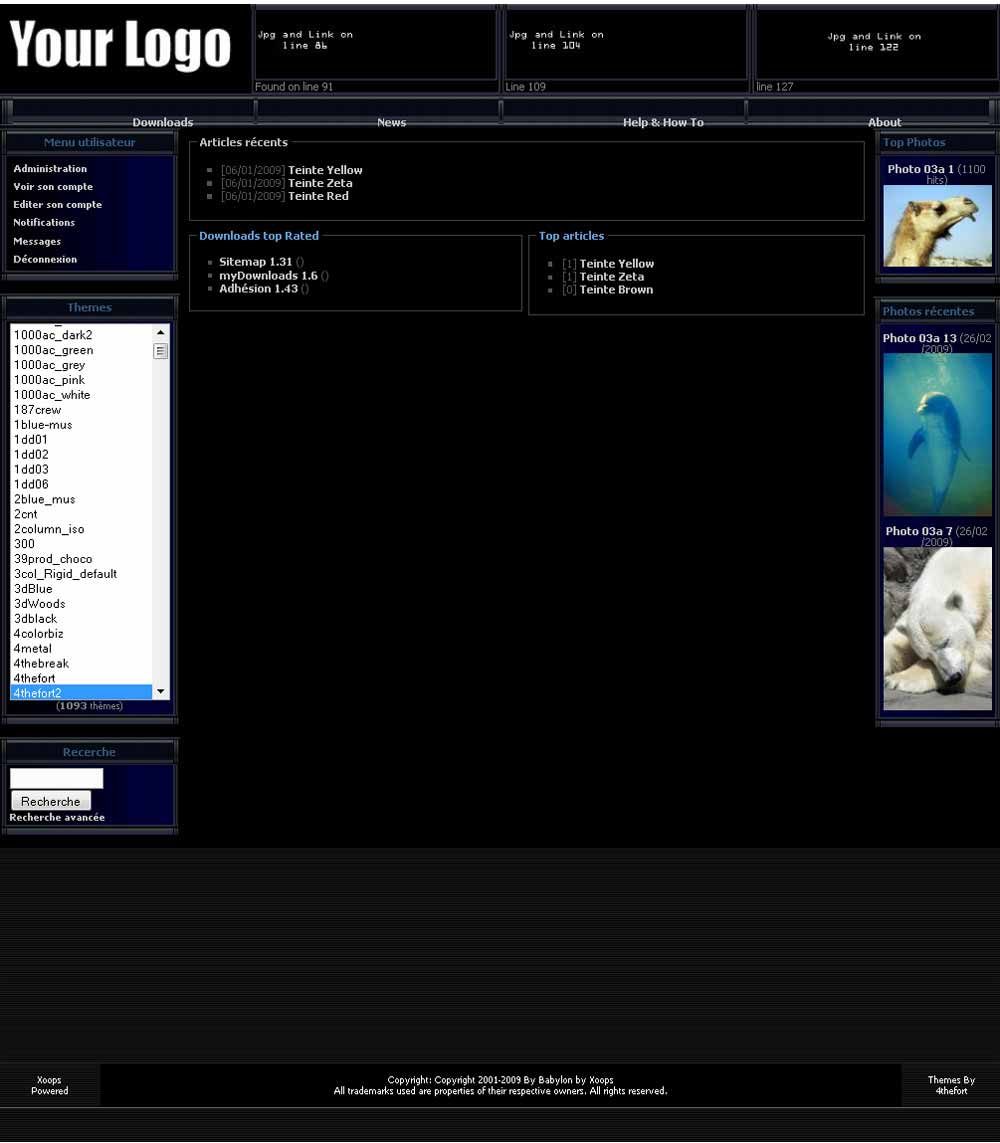 Your Logo
Jpg and Link on
line 86
Found on line 91
Jpg and Link on
line 104
Line 109
Jpg and Link on
line 122
line 127
Downloads
News
Help & How To
About
Menu utilisateur
Administration
Voir son compte
Editer son compte
Notifications
Messages
Déconnexion
Themes
1000ac_dark2
1000ac_green
1000ac_grey
1000ac_pink
1000ac_white
187crew
1blue-mus
1dd01
1dd02
1dd03
1dd06
2blue_mus
2cnt
2column_iso
300
39prod_choco
3col_Rigid_default
3dBlue
3dWoods
3dblack
4colorbiz
4metal
4thebreak
4thefort
4thefort2
(1093 thèmes)
Recerche
Recherche
Recherche avancée
Articles récents
[06/01/2009] Teinte Yellow
[06/01/2009] Teinte Zeta
[06/01/2009] Teinte Red
Downloads top Rated
Sitemap 1.31 ()
myDownloads 1.6 ()
Adhésion 1.43 ()
Top articles
[1] Teinte Yellow
[1] Teinte Zeta
[0] Teinte Brown
Top Photos
Photo 03a 1 (1100
hits)
Photos récentes
Photo 03a 13 (26/02
/2009)
Photo 03a 7 (26/02
/2009)
Xoops
Powered
Copyright: Copyright 2001-2009 By Babylon by Xoops
All trademarks used are properties of their respective owners. All rights reserved.
Themes By
4thefort